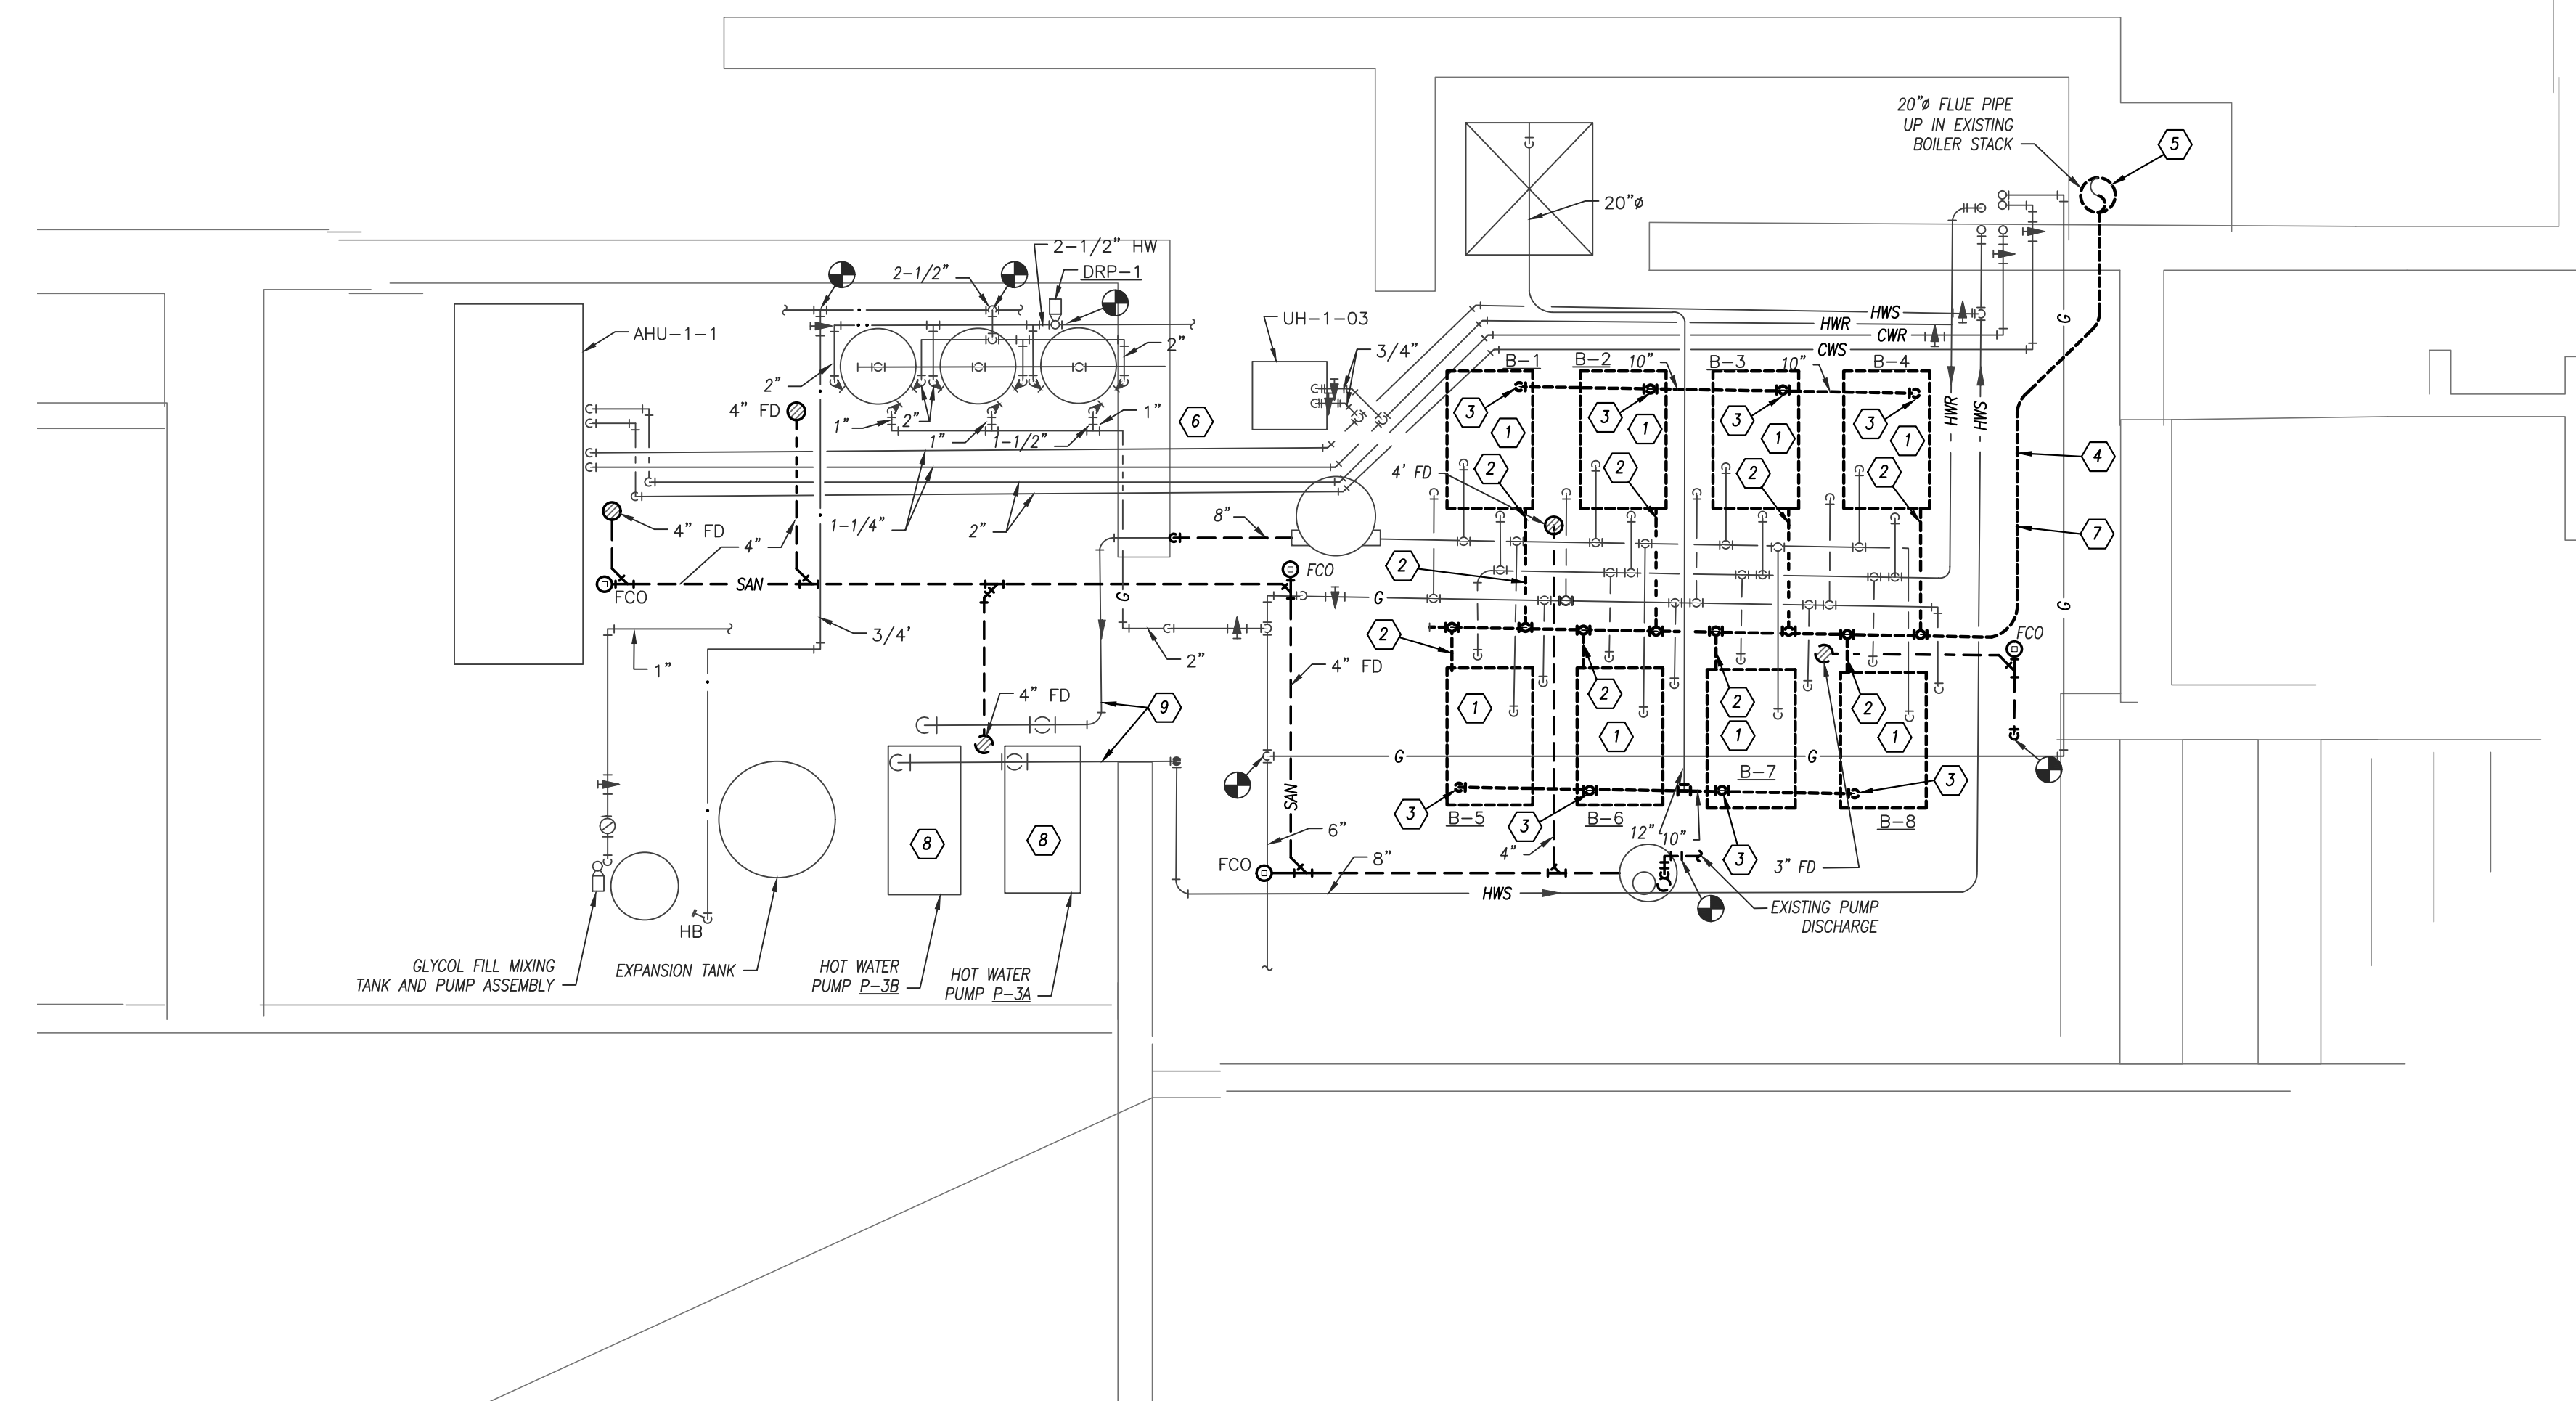 20"ø FLUE PIPE
UP IN EXISTING
BOILER STACK
5
20"ø
2-1/2" HW
2-1/2"
DRP-1
AHU-1-1
UH-1-03
3/4"
2"
2"
HWS
HWR
CWR
CWS
G
B-1
B-2
10"
B-3
10"
B-4
4" FD
1"
2"
1"
1-1/2"
1"
6
3
3
3
3
1
1
1
1
HWR
HWS
4' FD
2
2
2
2
4
1-1/4"
2"
8"
4" FD
4"
7
SAN
FCO
FCO
2
G
G
G
3/4'
2"
2
FCO
1"
4" FD
4" FD
9
1
2
2
2
1
1
1
G
G
B-7
3
SAN
3
B-5
3
B-6
12"
10"
3
B-8
8
8
6"
FCO
8"
4"
3" FD
HWS
HB
EXISTING PUMP
DISCHARGE
GLYCOL FILL MIXING
TANK AND PUMP ASSEMBLY
EXPANSION TANK
HOT WATER
PUMP P-3B
HOT WATER
PUMP P-3A